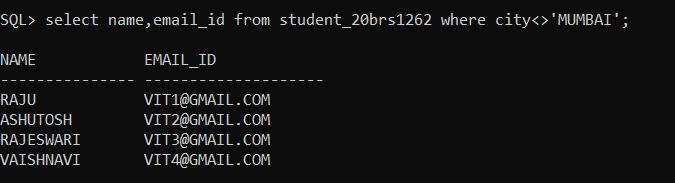 SQL> select name,email_id from student_20brs1262 where city<>'MUMBAI';
NAME            EMAIL_ID
--------------- --------------------
RAJU            VIT1@GMAIL.COM
ASHUTOSH        VIT2@GMAIL.COM
RAJESWARI       VIT3@GMAIL.COM
VAISHNAVI       VIT4@GMAIL.COM